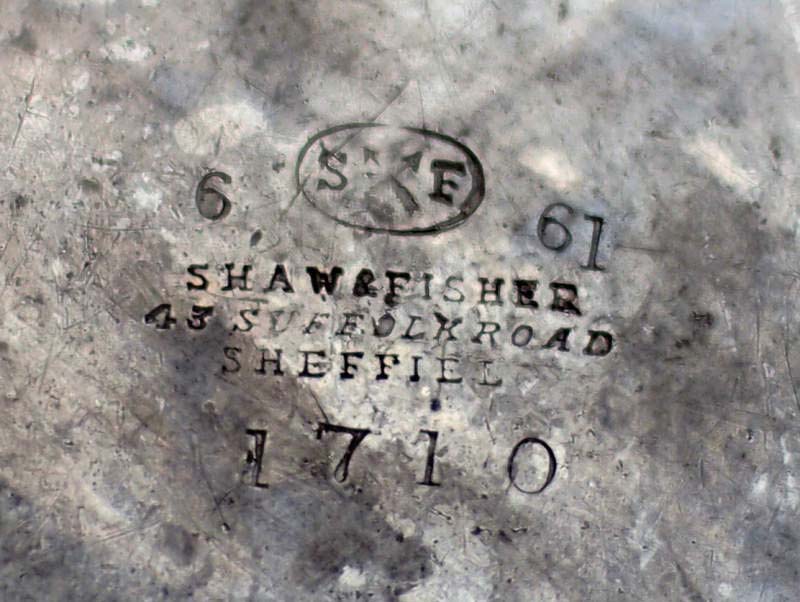 S F
6 61
SHAW&FISHER
43 SUFFOLK ROAD
SHEFFIEL
1710